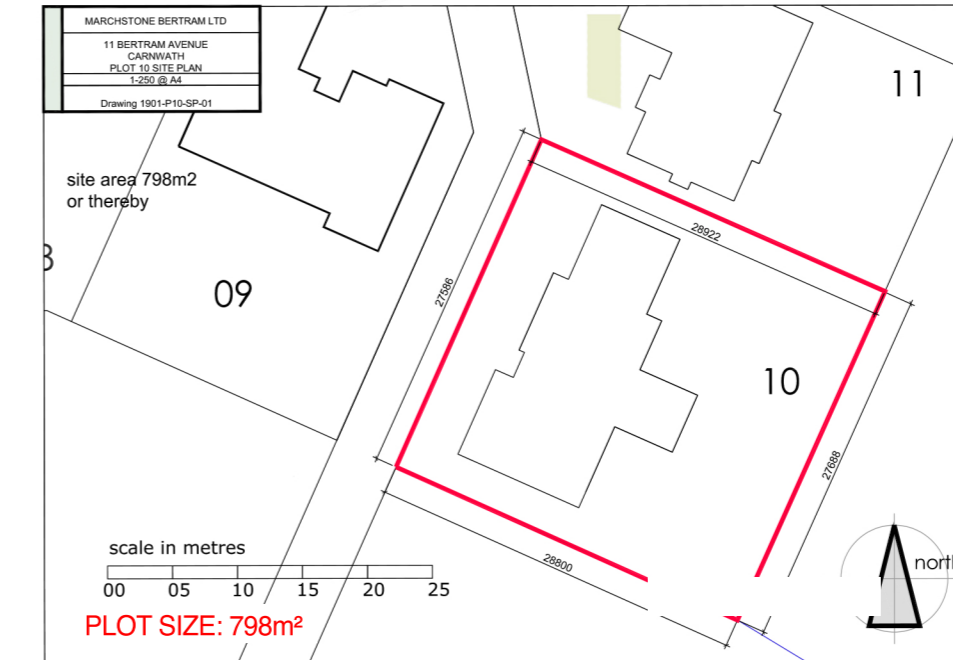 MARCHSTONE BERTRAM LTD
11 BERTRAM AVENUE
CARNWATH
PLOT 10 SITE PLAN
1-250 @ A4
Drawing 1901-P10-SP-01
11
site area 798m2
or thereby
28922
27586
09
10
27688
28800
north
scale in metres
00 05 10 15 20 25
PLOT SIZE: 798m²